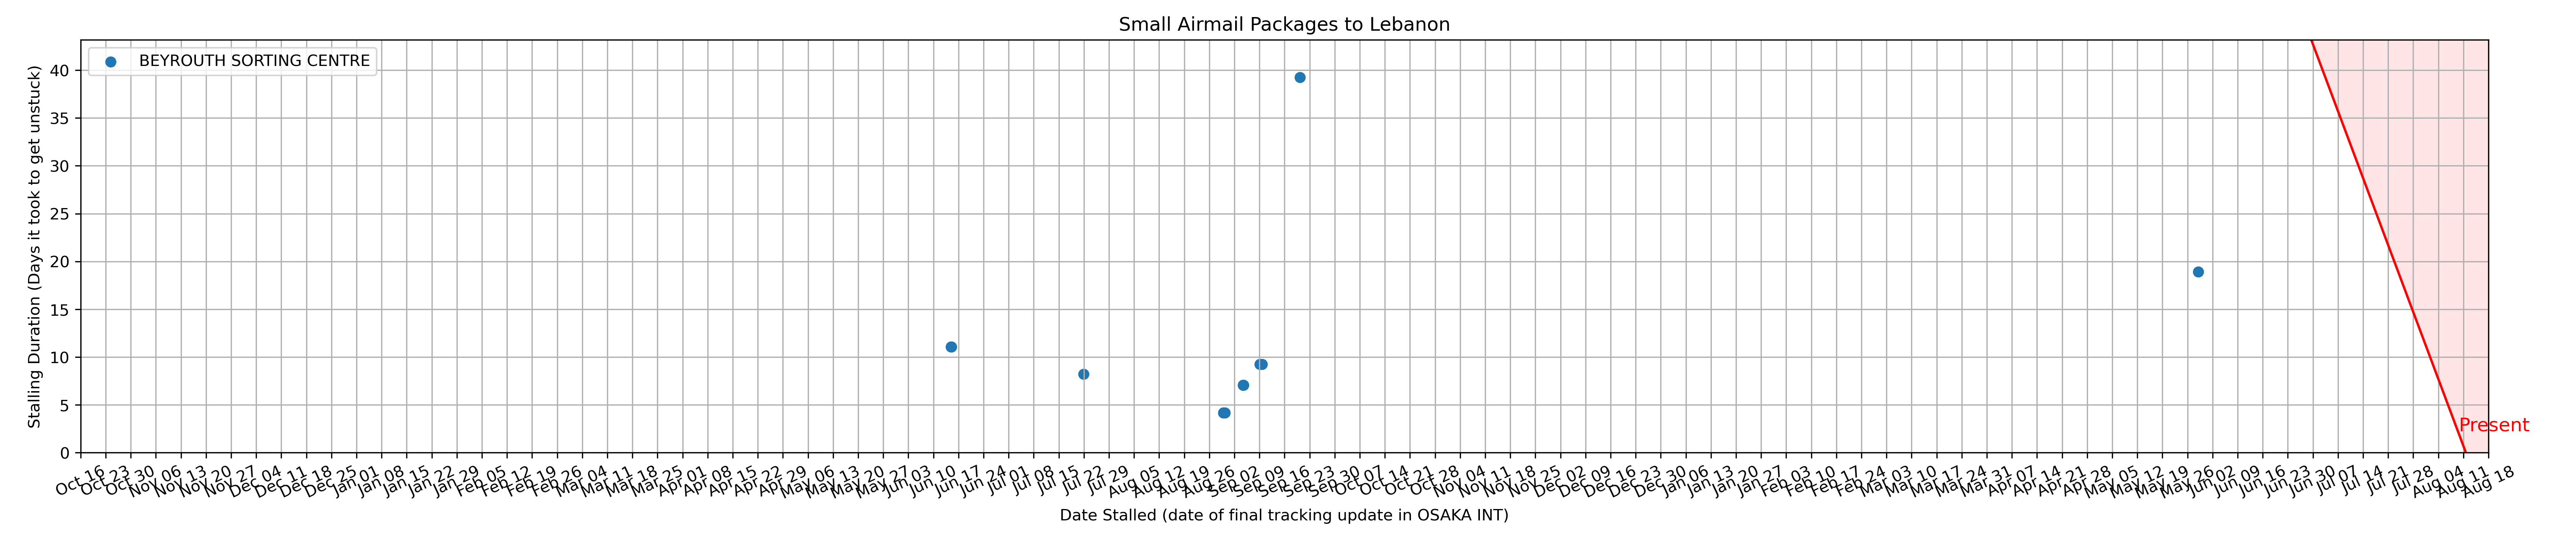 Small Airmail Packages to Lebanon
BEYROUTH SORTING CENTRE
Stalling Duration (Days it took to get unstuck)
40
35
30
25
20
15
10
5
0
Present
Oct 16 Oct 23 Oct 30 Nov 06 Nov 13 Nov 20 Nov 27 Dec 04 Dec 11 Dec 18 Dec 25 Jan 01 Jan 08 Jan 15 Jan 22 Jan 29 Feb 05 Feb 12 Feb 19 Feb 26 Mar 04 Mar 11 Mar 18 Mar 25 Apr 01 Apr 08 Apr 15 Apr 22 Apr 29 May 06 May 13 May 20 May 27 Jun 03 Jun 10 Jun 17 Jun 24 Jul 01 Jul 08 Jul 15 Jul 22 Jul 29 Aug 05 Aug 12 Aug 19 Aug 26 Sep 02 Sep 09 Sep 16 Sep 23 Sep 30 Oct 07 Oct 14 Oct 21 Oct 28 Nov 04 Nov 11 Nov 18 Nov 25 Dec 02 Dec 09 Dec 16 Dec 23 Dec 30 Jan 06 Jan 13 Jan 20 Jan 27 Feb 03 Feb 10 Feb 17 Feb 24 Mar 03 Mar 10 Mar 17 Mar 24 Mar 31 Apr 07 Apr 14 Apr 21 Apr 28 May 05 May 12 May 19 May 26 Jun 02 Jun 09 Jun 16 Jun 23 Jun 30 Jul 07 Jul 14 Jul 21 Jul 28 Aug 04 Aug 11 Aug 18
Date Stalled (date of final tracking update in OSAKA INT)